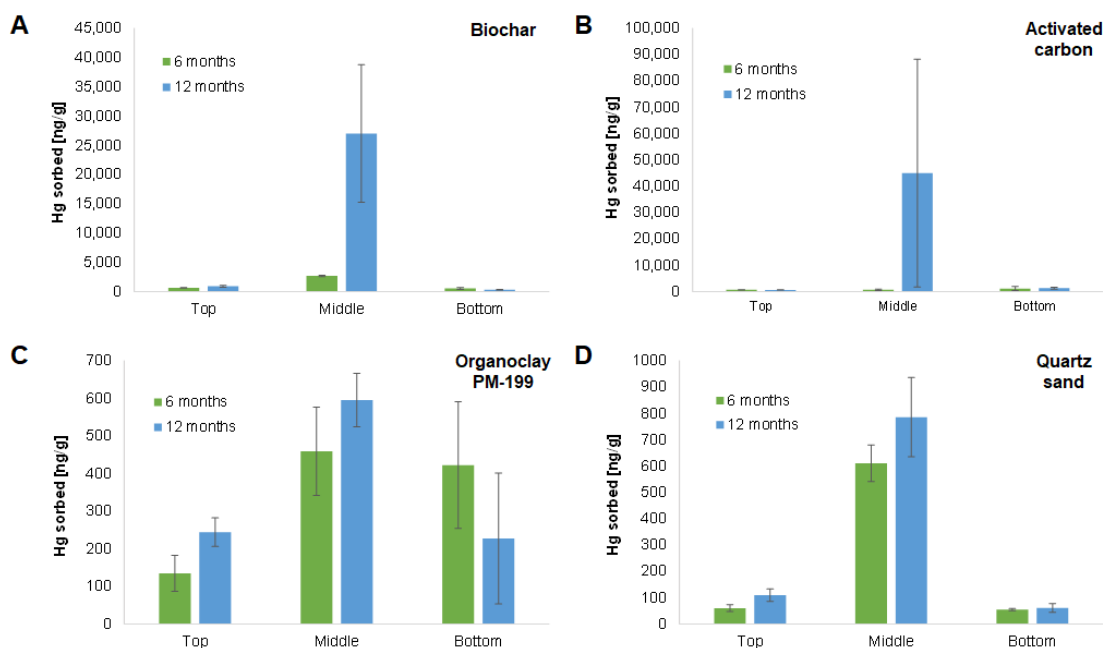 A
Biochar
45,000
40,000
35,000
30,000
25,000
20,000
15,000
10,000
5,000
0
Hg sorbed [ng/g]
6 months
12 months
Top Middle Bottom
B
Activated
carbon
100,000
90,000
80,000
70,000
60,000
50,000
40,000
30,000
20,000
10,000
0
Hg sorbed [ng/g]
6 months
12 months
Top Middle Bottom
C
Organoclay
PM-199
700
600
500
400
300
200
100
0
Hg sorbed [ng/g]
6 months
12 months
Top Middle Bottom
D
Quartz
sand
1000
900
800
700
600
500
400
300
200
100
0
Hg sorbed [ng/g]
6 months
12 months
Top Middle Bottom